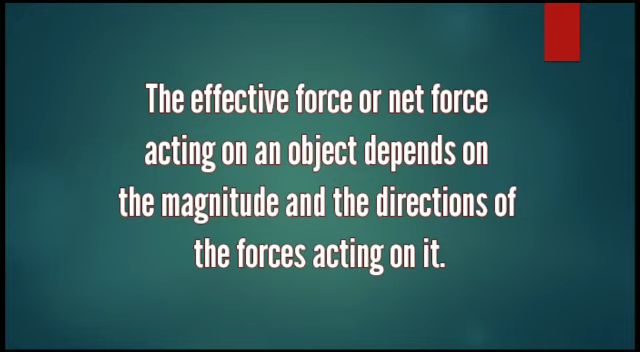 The effective force or net force
acting on an object depends on
the magnitude and the directions of
the forces acting on it.